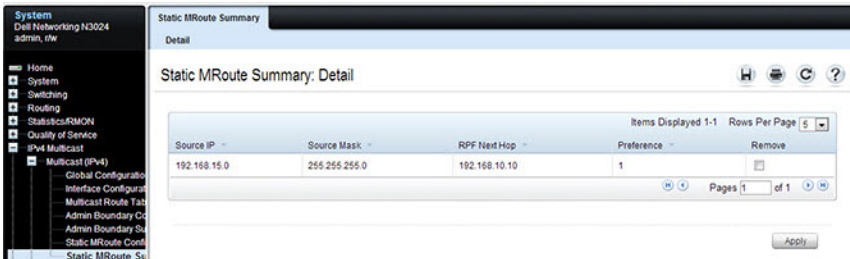 System
Dell Networking N3024
admin, r/w
Home
System
Switching
Routing
Statistics/RMON
Quality of Service
IPv4 Multicast
Multicast (IPv4)
Global Configuratio
Interface Configurat
Multicast Route Tab
Admin Boundary Co
Admin Boundary Su
Static MRoute Confi
Static MRoute Su
Static MRoute Summary
Detail
Static MRoute Summary: Detail
?
Items Displayed 1-1 Rows Per Page 5
Source IP Source Mask RPF Next Hop Preference Remove
192.168.15.0 255.255.255.0 192.168.10.10 1
Pages 1 of 1
Apply